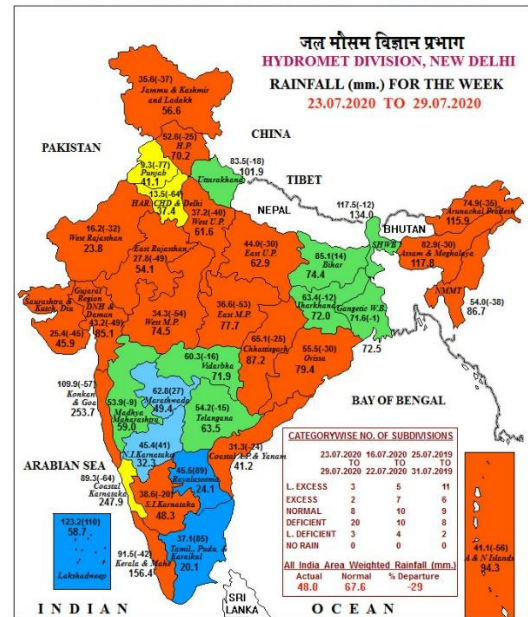 जल मौसम विज्ञान प्रभाग
HYDROMET DIVISION, NEW DELHI
RAINFALL (mm.) FOR THE WEEK
23.07.2020 TO 29.07.2020
35.6(-37)
Jammu & Kashmir
and Ladakh
56.6
52.6(-25)
H.P.
70.2
CHINA
PAKISTAN
9.3(-77)
Punjab
41.1
83.5(-18)
Uttarakhand
101.9
TIBET
13.5(-64)
HAR. CHD & Delhi
37.4
37.2(-40)
West U.P.
61.6
NEPAL
117.5(-12)
134.0
BHUTAN
SHWB
74.9(-35)
Arunachal Pradesh
115.9
16.2(-32)
West Rajasthan
23.8
East Rajasthan
27.8(-49)
54.1
44.0(-30)
East U.P.
62.9
85.1(14)
Bihar
74.4
82.9(-30)
Assam & Meghalaya
117.8
NMMT
54.0(-38)
86.7
Gujarat
Region
DNH &
Daman
43.2(-49)
85.1
Saurashtra &
Kutch, Diu
25.4(-45)
45.9
34.3(-54)
West M.P.
74.5
36.6(-53)
East M.P.
77.7
63.4(-12)
Jharkhand
72.0
Gangetic W.B.
71.6(-1)
72.5
65.1(-25)
Chhattisgarh
87.2
55.5(-30)
Orissa
79.4
60.3(-16)
Vidarbha
71.9
109.9(-57)
Konkan
& Goa
253.7
53.9(-9)
Madhya
Maharashtra
59.0
62.8(27)
Marathwada
49.4
54.2(-15)
Telangana
63.5
BAY OF BENGAL
45.4(41)
N.I.Karnataka
32.3
31.3(-24)
Coastal A.P. & Yanam
41.2
ARABIAN SEA
89.3(-64)
Coastal
Karnataka
247.9
45.5(89)
Rayalaseema
24.1
38.6(-20)
S.I.Karnataka
48.3
123.2(110)
58.7
Lakshadweep
91.5(-42)
Kerala & Mahe
156.4
37.1(85)
Tamil, Pudu. &
Karaikal
20.1
41.1(-56)
A & N Islands
94.3
CATEGORYWISE NO. OF SUBDIVISIONS
23.07.2020 16.07.2020 25.07.2019
TO TO TO
29.07.2020 22.07.2020 31.07.2019
L. EXCESS 3 5 11
EXCESS 2 7 6
NORMAL 8 10 9
DEFICIENT 20 10 8
L. DEFICIENT 3 4 2
NO RAIN 0 0 0
All India Area Weighted Rainfall (mm.)
Actual Normal % Departure
48.0 67.6 -29
SRI
LANKA
INDIAN OCEAN